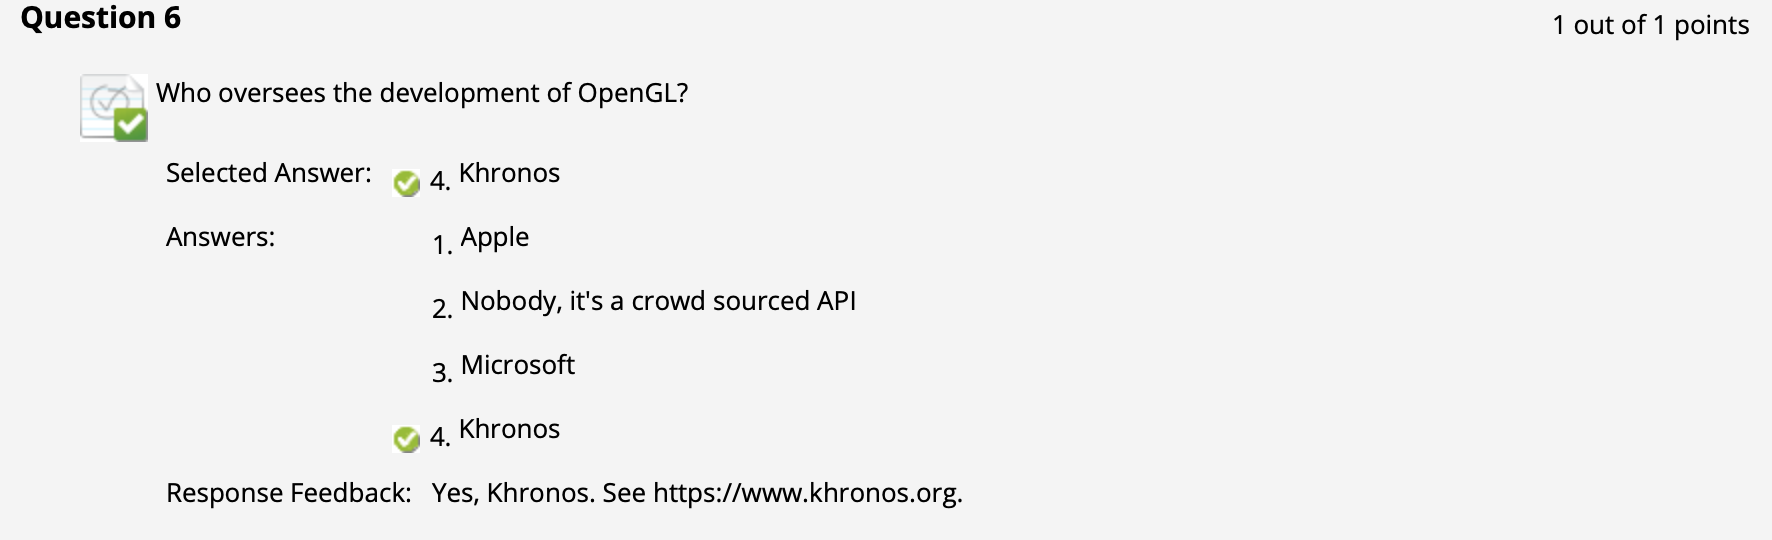 Question 6
1 out of 1 points
Who oversees the development of OpenGL?
Selected Answer: 4. Khronos
Answers: 1. Apple
2. Nobody, it's a crowd sourced API
3. Microsoft
4. Khronos
Response Feedback: Yes, Khronos. See https://www.khronos.org.